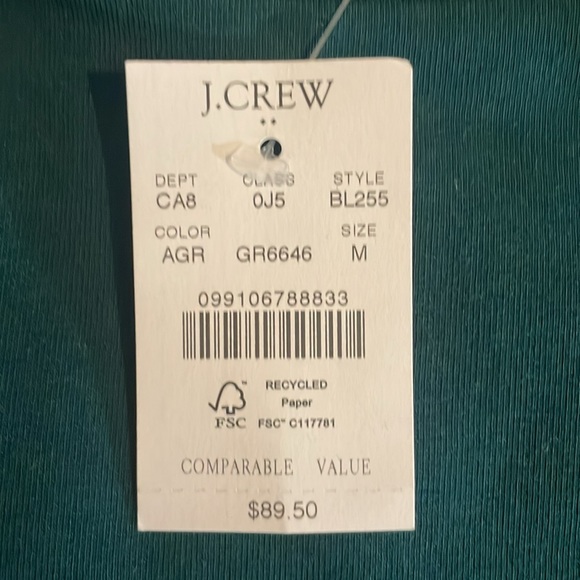 J.CREW
DEPT CLASS STYLE
CA8 0J5 BL255
COLOR SIZE
AGR GR6646 M
099106788833
RECYCLED
Paper
FSC™ FSC™ C117781
COMPARABLE VALUE
$89.50